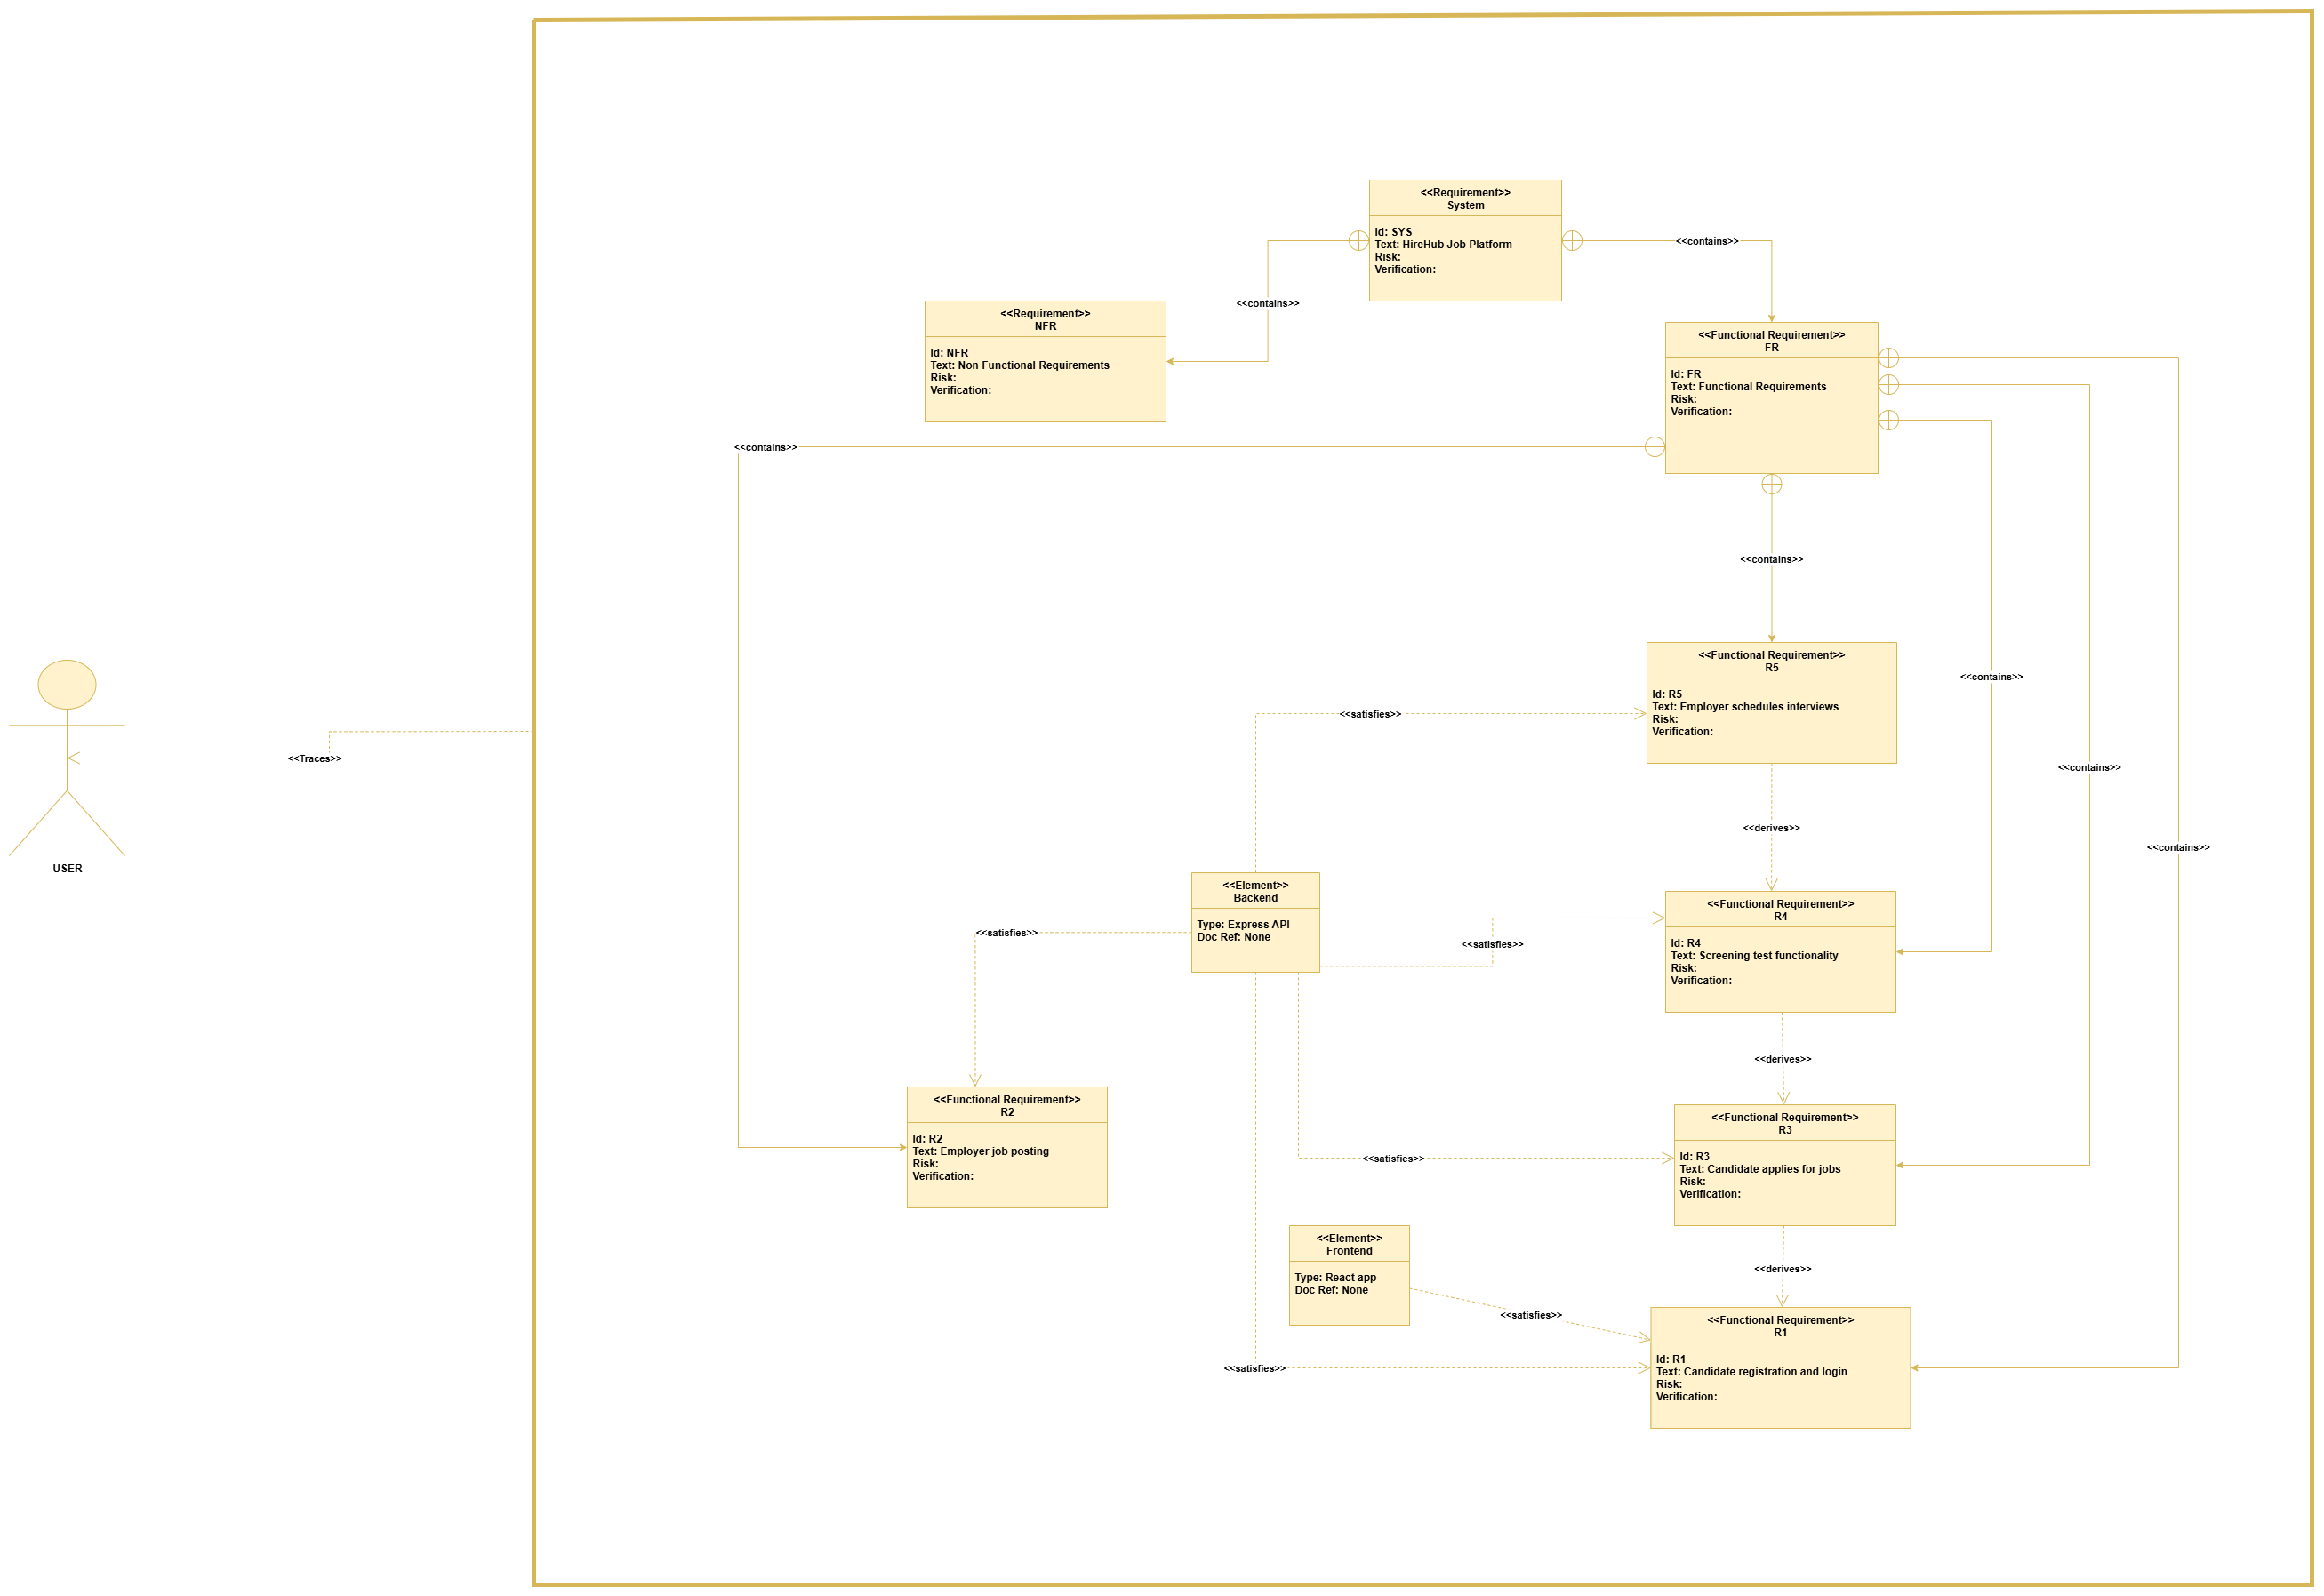 <<Requirement>>
System
Id: SYS
Text: HireHub Job Platform
Risk:
Verification:
<<contains>>
<<contains>>
<<Requirement>>
NFR
Id: NFR
Text: Non Functional Requirements
Risk:
Verification:
<<Functional Requirement>>
FR
Id: FR
Text: Functional Requirements
Risk:
Verification:
<<contains>>
<<contains>>
<<Functional Requirement>>
R5
Id: R5
Text: Employer schedules interviews
Risk:
Verification:
<<contains>>
<<satisfies>>
<<Traces>>
<<contains>>
<<derives>>
<<contains>>
USER
<<Element>>
Backend
Type: Express API
Doc Ref: None
<<satisfies>>
<<satisfies>>
<<Functional Requirement>>
R4
Id: R4
Text: Screening test functionality
Risk:
Verification:
<<derives>>
<<Functional Requirement>>
R2
Id: R2
Text: Employer job posting
Risk:
Verification:
<<satisfies>>
<<Functional Requirement>>
R3
Id: R3
Text: Candidate applies for jobs
Risk:
Verification:
<<Element>>
Frontend
Type: React app
Doc Ref: None
<<derives>>
<<satisfies>>
<<satisfies>>
<<Functional Requirement>>
R1
Id: R1
Text: Candidate registration and login
Risk:
Verification: